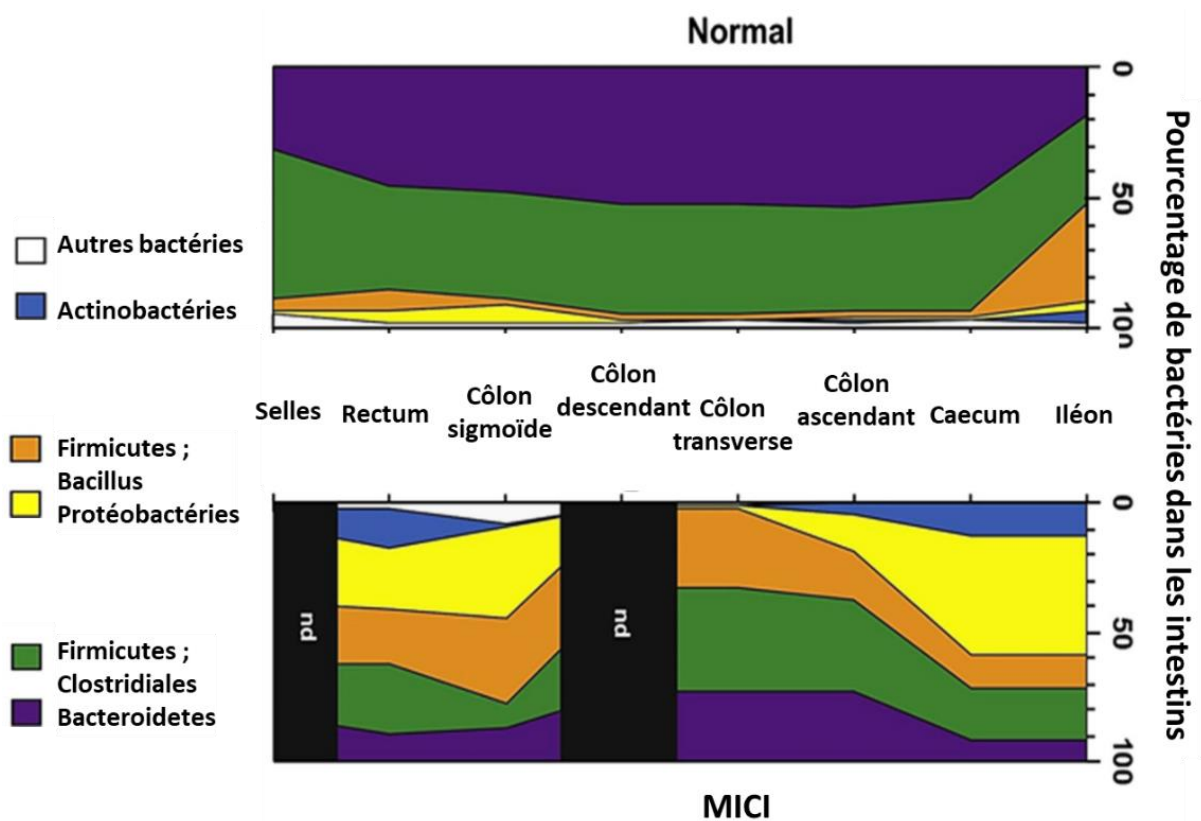 Normal
0
50
100
Pourcentage de bactéries dans les intestins
Autres bactéries
Actinobactéries
Firmicutes ;
Bacillus
Protéobactéries
Firmicutes ;
Clostridiales
Bacteroidetes
Selles
Rectum
Côlon
sigmoïde
Côlon
descendant
Côlon
transverse
Côlon
ascendant
Caecum
Iléon
0
50
100
nd
nd
MICI